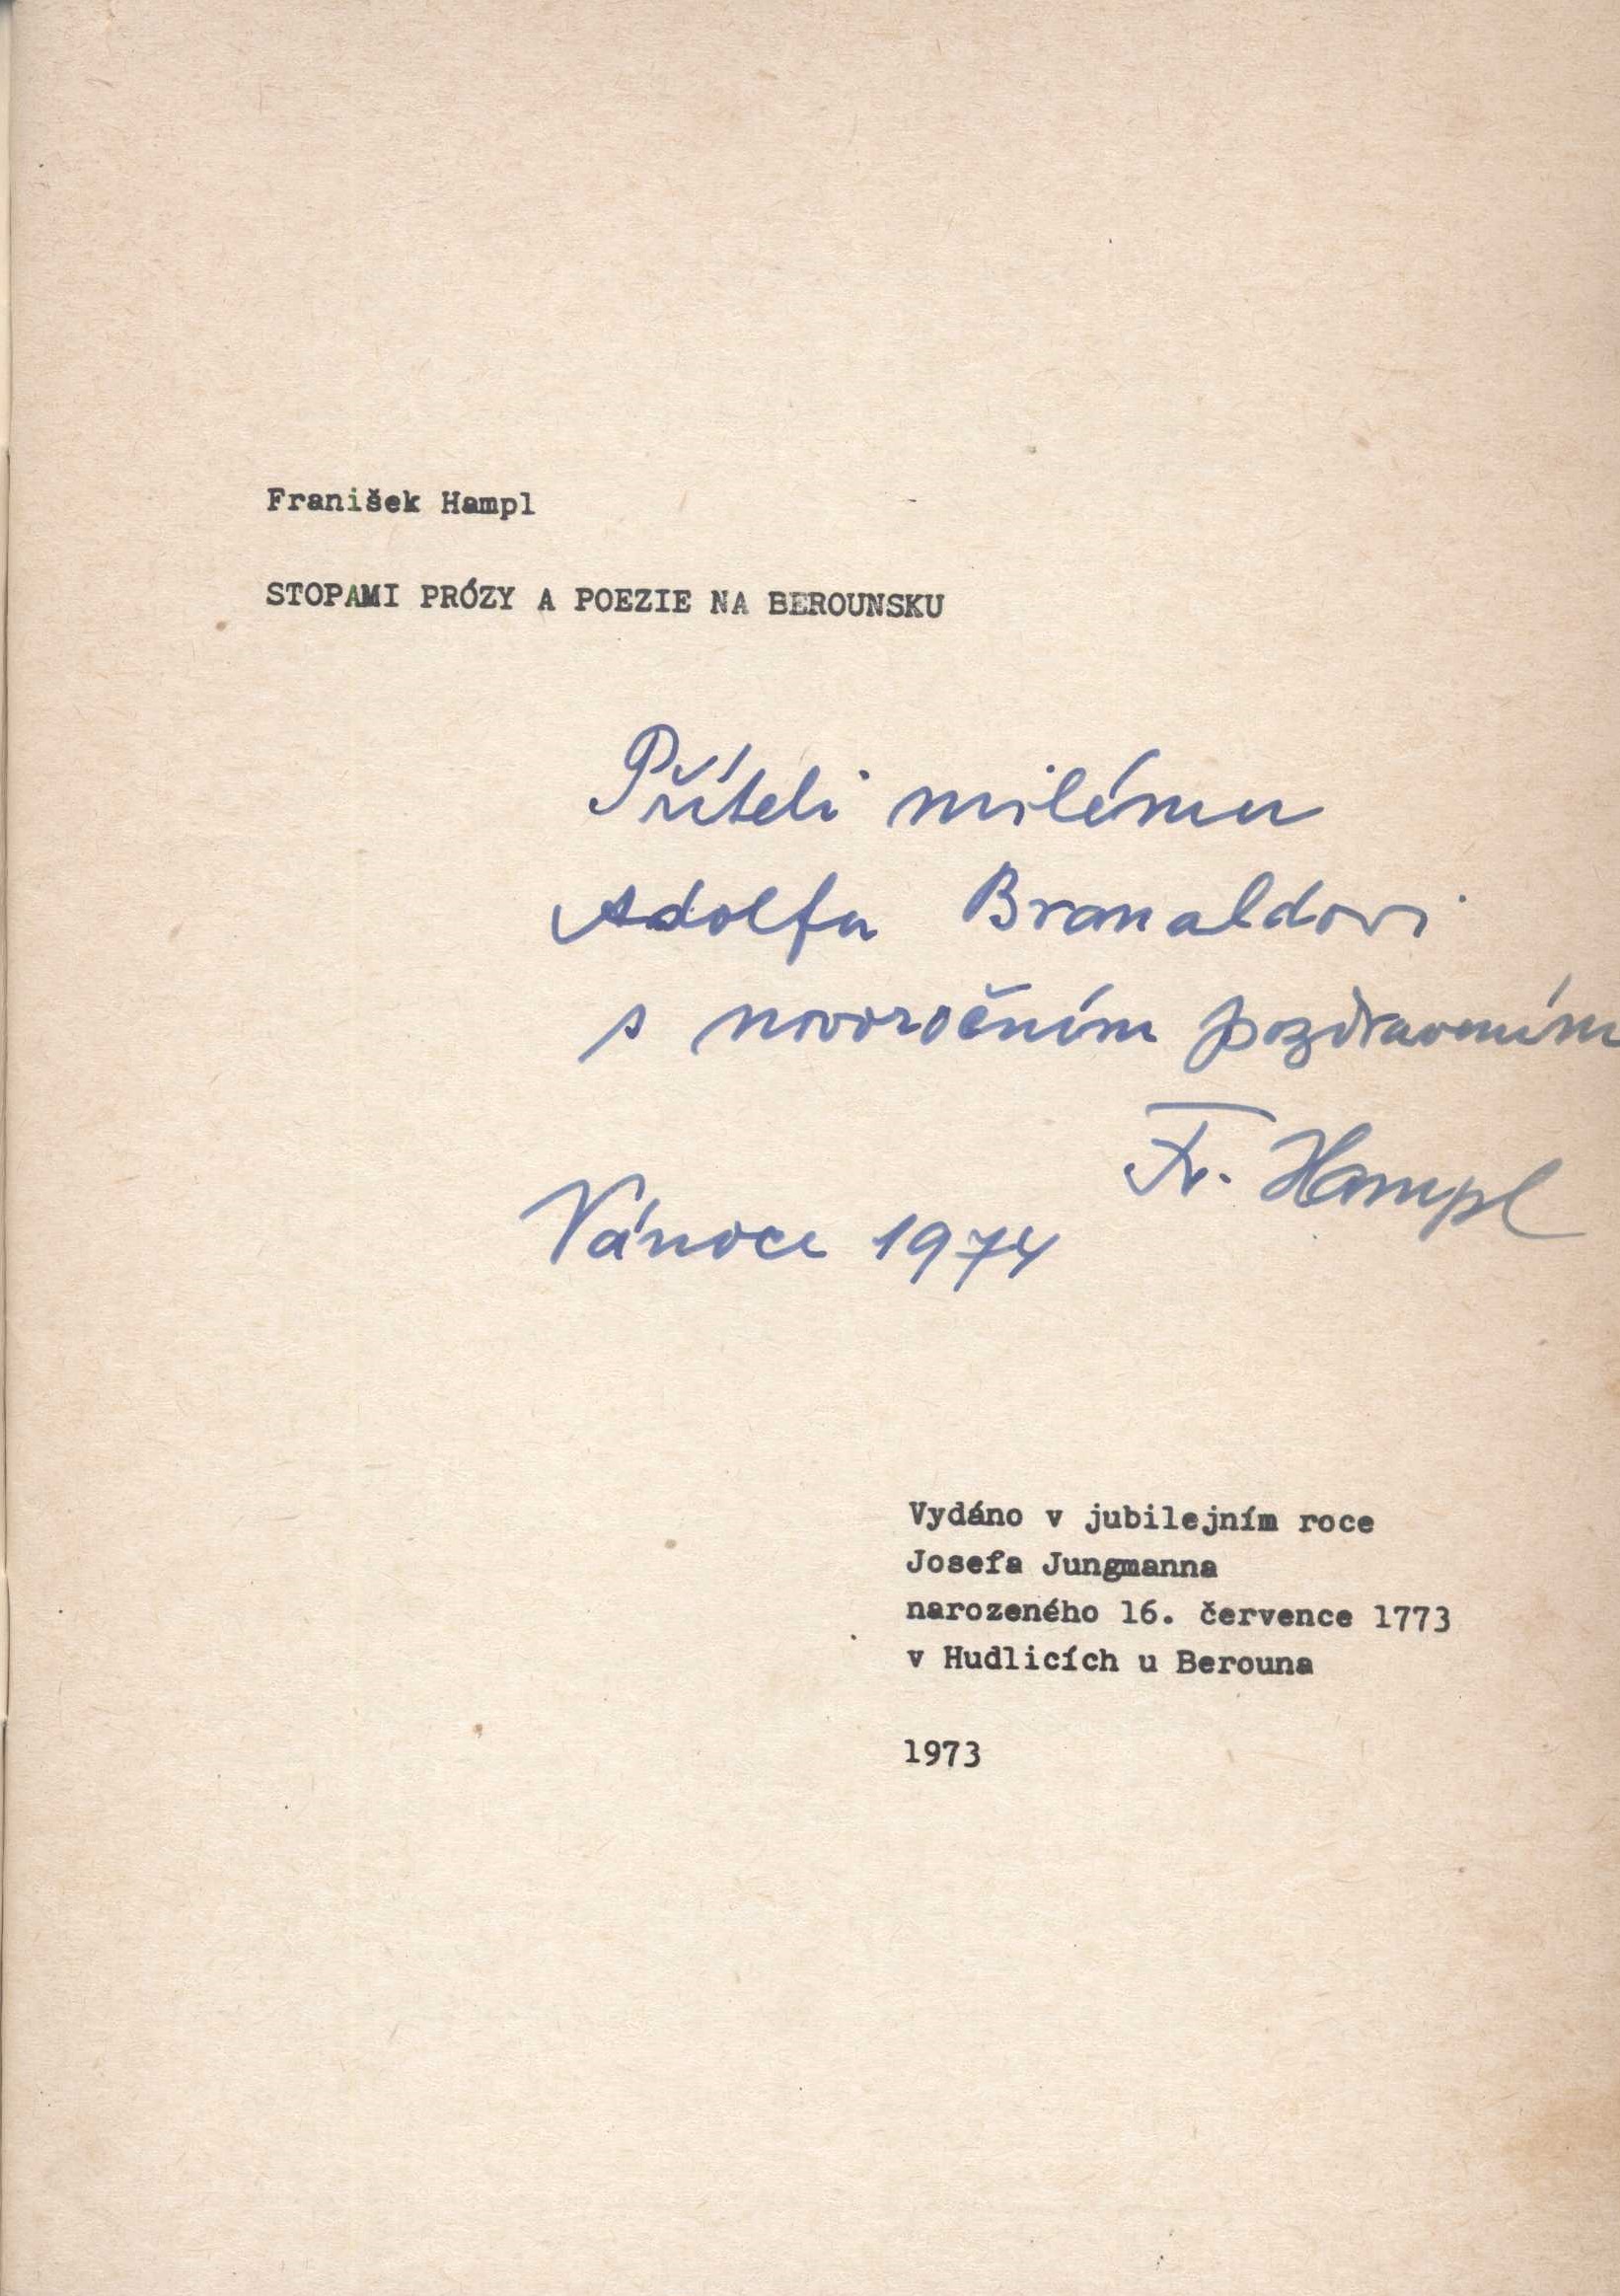 Franišek Hampl
STOPAMI PRÓZY A POEZIE NA BEROUNSKU
Příteli milému
Adolfu Branaldovi
s novoročním pozdravením
Fr. Hampl
Vánoce 1974
Vydáno v jubilejním roce
Josefa Jungmanna
narozeného 16. července 1773
v Hudlicích u Berouna
1973